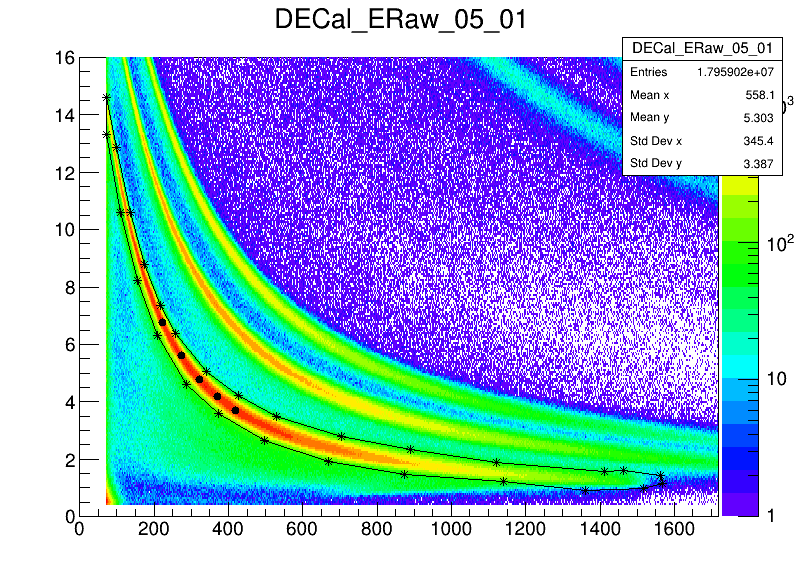 DECal_ERaw_05_01
DECal_ERaw_05_01
Entries 1.795902e+07
Mean x 558.1
Mean y 5.303
Std Dev x 345.4
Std Dev y 3.387
16
14
12
10
8
6
4
2
0
0 200 400 600 800 1000 1200 1400 1600
10²
10
1